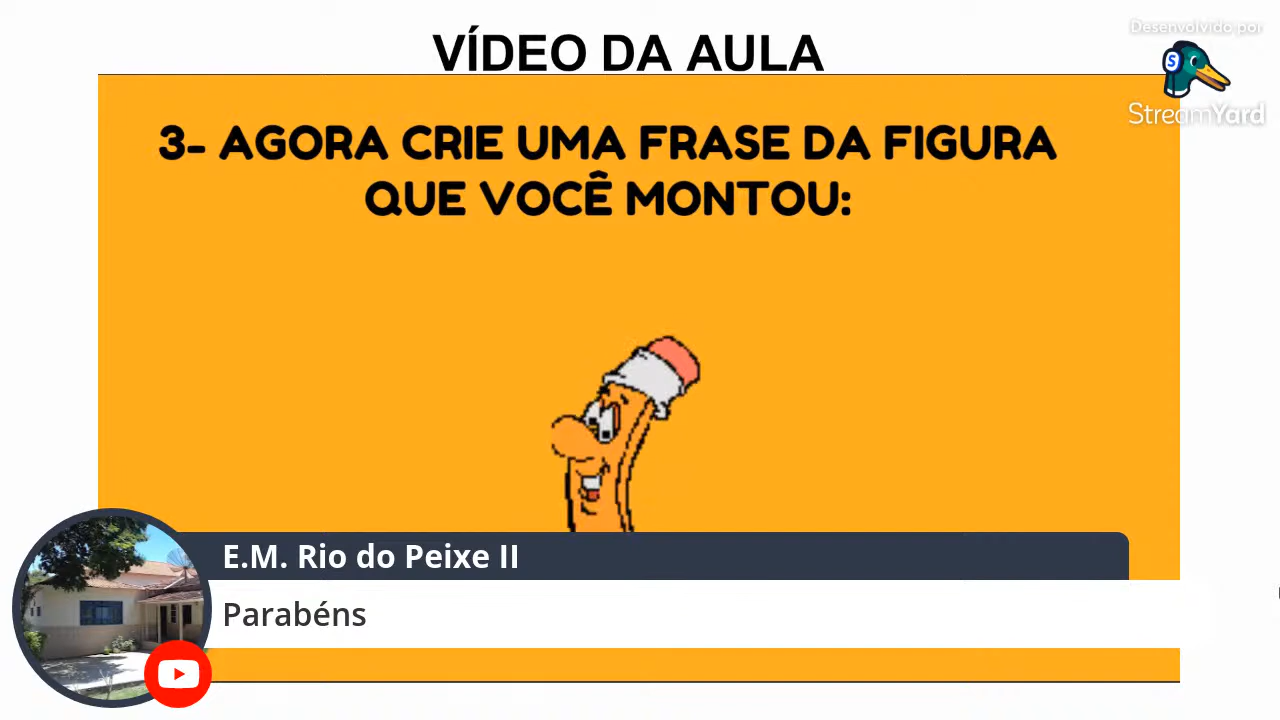 Desenvolvido por
StreamYard
VÍDEO DA AULA
3- AGORA CRIE UMA FRASE DA FIGURA
QUE VOCÊ MONTOU:
E.M. Rio do Peixe II
Parabéns